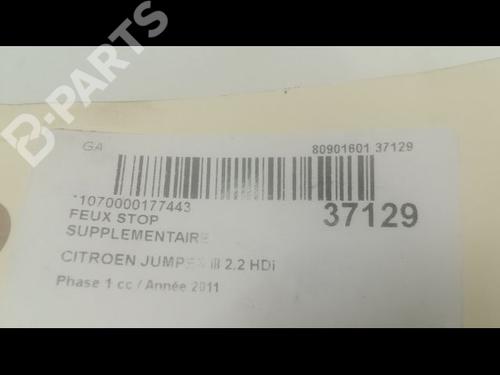 B-PARTS
GA
80901601 37129
11070000177443
37129
FEUX STOP
SUPPLEMENTAIRE
CITROEN JUMPER III 2.2 HDi
Phase 1 cc / Année 2011